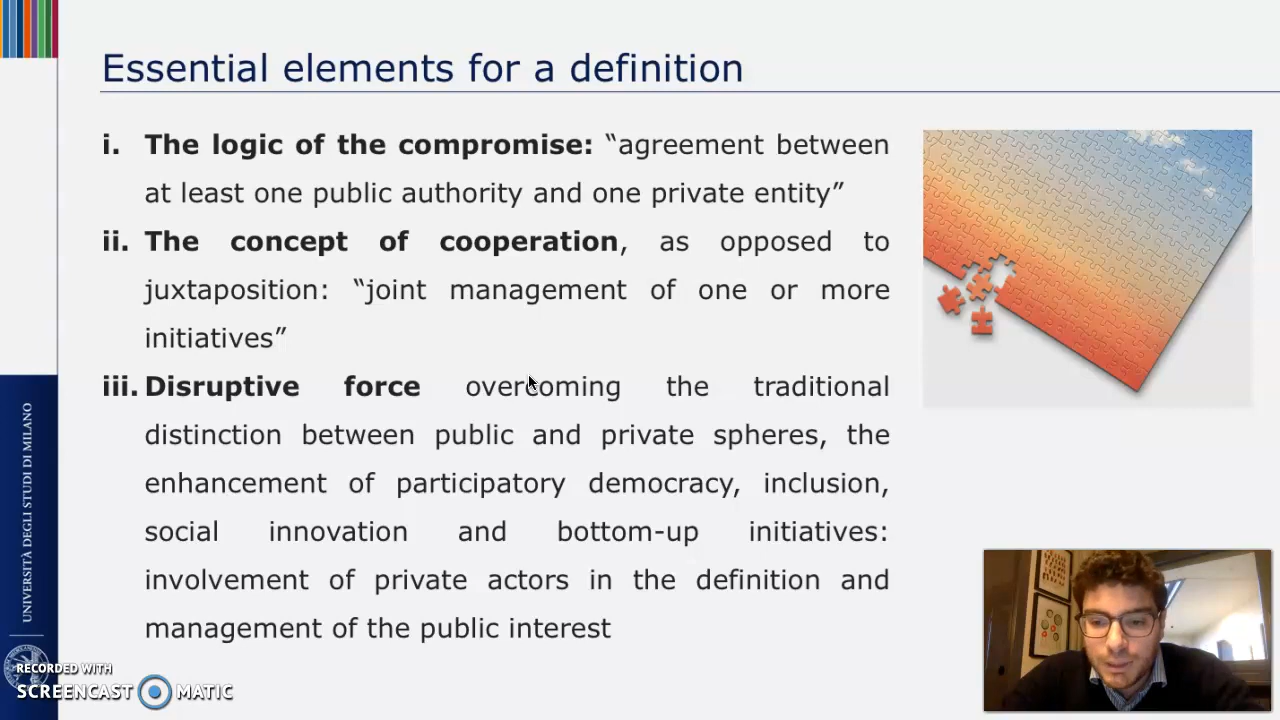 Essential elements for a definition
i. The logic of the compromise: “agreement between
at least one public authority and one private entity”
ii. The concept of cooperation, as opposed to
juxtaposition: “joint management of one or more
initiatives”
iii. Disruptive force overcoming the traditional
distinction between public and private spheres, the
enhancement of participatory democracy, inclusion,
social innovation and bottom-up initiatives:
involvement of private actors in the definition and
management of the public interest
UNIVERSITÀ DEGLI STUDI DI MILANO
RECORDED WITH
SCREENCAST MATIC